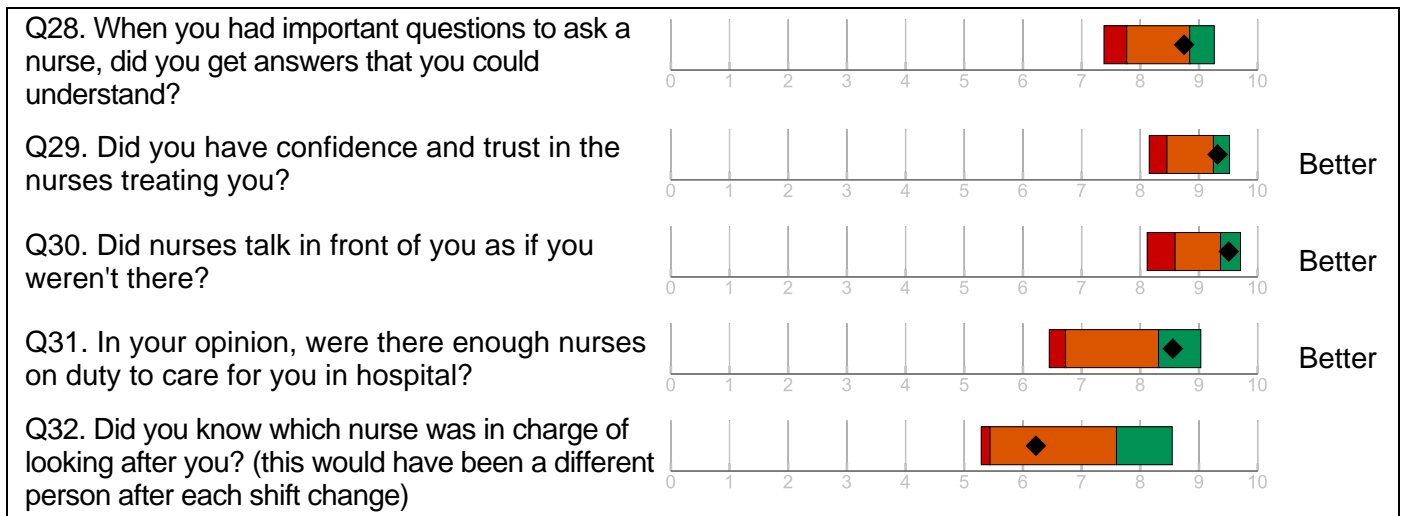 Q28. When you had important questions to ask a
nurse, did you get answers that you could
understand?
0 1 2 3 4 5 6 7 8 9 10
Q29. Did you have confidence and trust in the
nurses treating you?
Better
0 1 2 3 4 5 6 7 8 9 10
Q30. Did nurses talk in front of you as if you
weren't there?
Better
0 1 2 3 4 5 6 7 8 9 10
Q31. In your opinion, were there enough nurses
on duty to care for you in hospital?
Better
0 1 2 3 4 5 6 7 8 9 10
Q32. Did you know which nurse was in charge of
looking after you? (this would have been a different
person after each shift change)
0 1 2 3 4 5 6 7 8 9 10